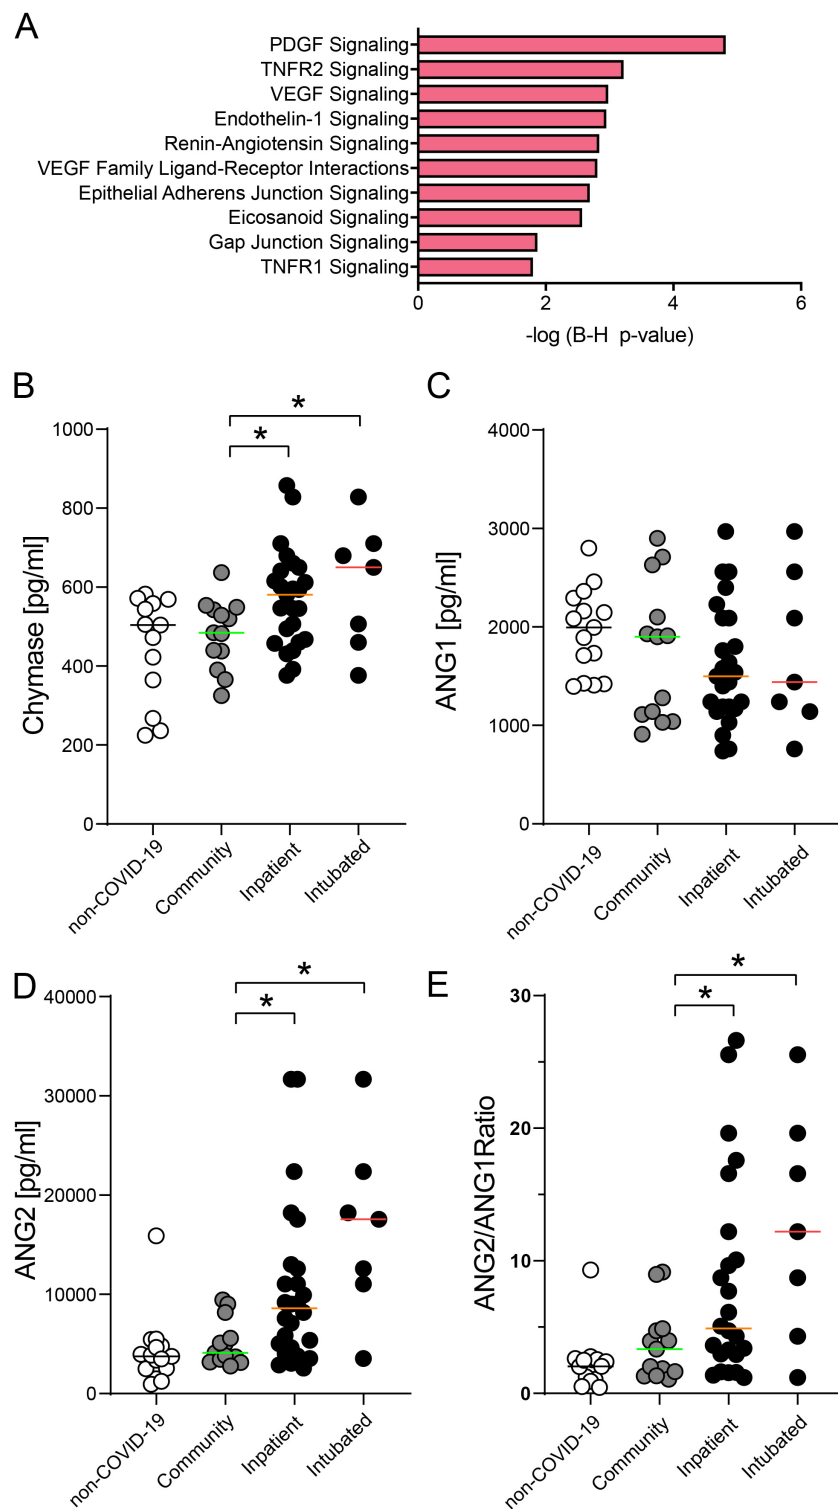 A
PDGF Signaling
TNFR2 Signaling
VEGF Signaling
Endothelin-1 Signaling
Renin-Angiotensin Signaling
VEGF Family Ligand-Receptor Interactions
Epithelial Adherens Junction Signaling
Eicosanoid Signaling
Gap Junction Signaling
TNFR1 Signaling
0 2 4 6
-log (B-H p-value)
B
Chymase [pg/ml]
1000
800
600
400
200
0
* 
*
non-COVID-19
Community
Inpatient
Intubated
C
ANG1 [pg/ml]
4000
3000
2000
1000
0
non-COVID-19
Community
Inpatient
Intubated
D
ANG2 [pg/ml]
40000
30000
20000
10000
0
*
*
non-COVID-19
Community
Inpatient
Intubated
E
ANG2/ANG1Ratio
30
20
10
0
*
*
non-COVID-19
Community
Inpatient
Intubated